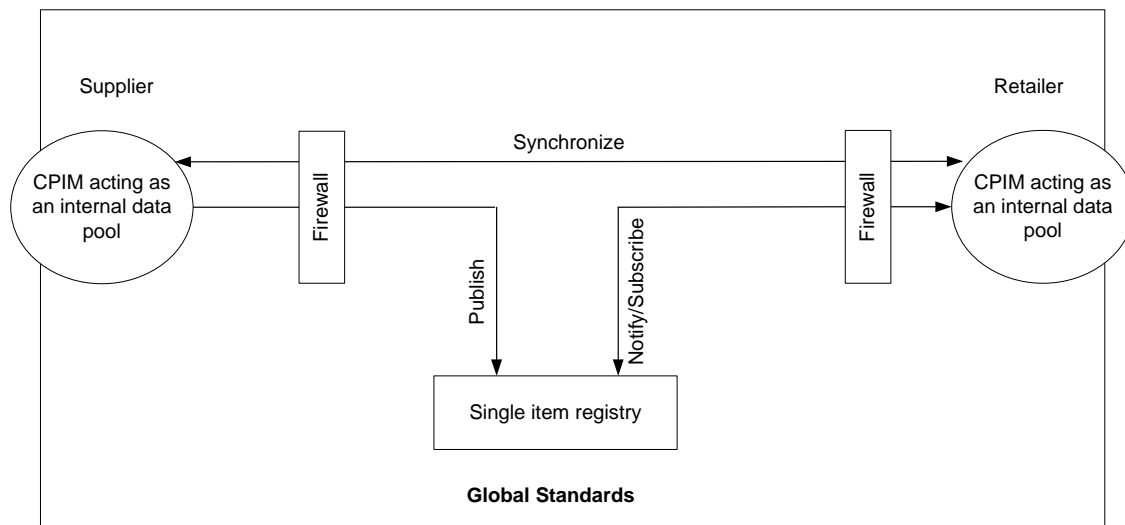 Supplier
Retailer
Synchronize
CPIM acting as
an internal data
pool
Firewall
Firewall
CPIM acting as
an internal data
pool
Publish
Notify/Subscribe
Single item registry
Global Standards